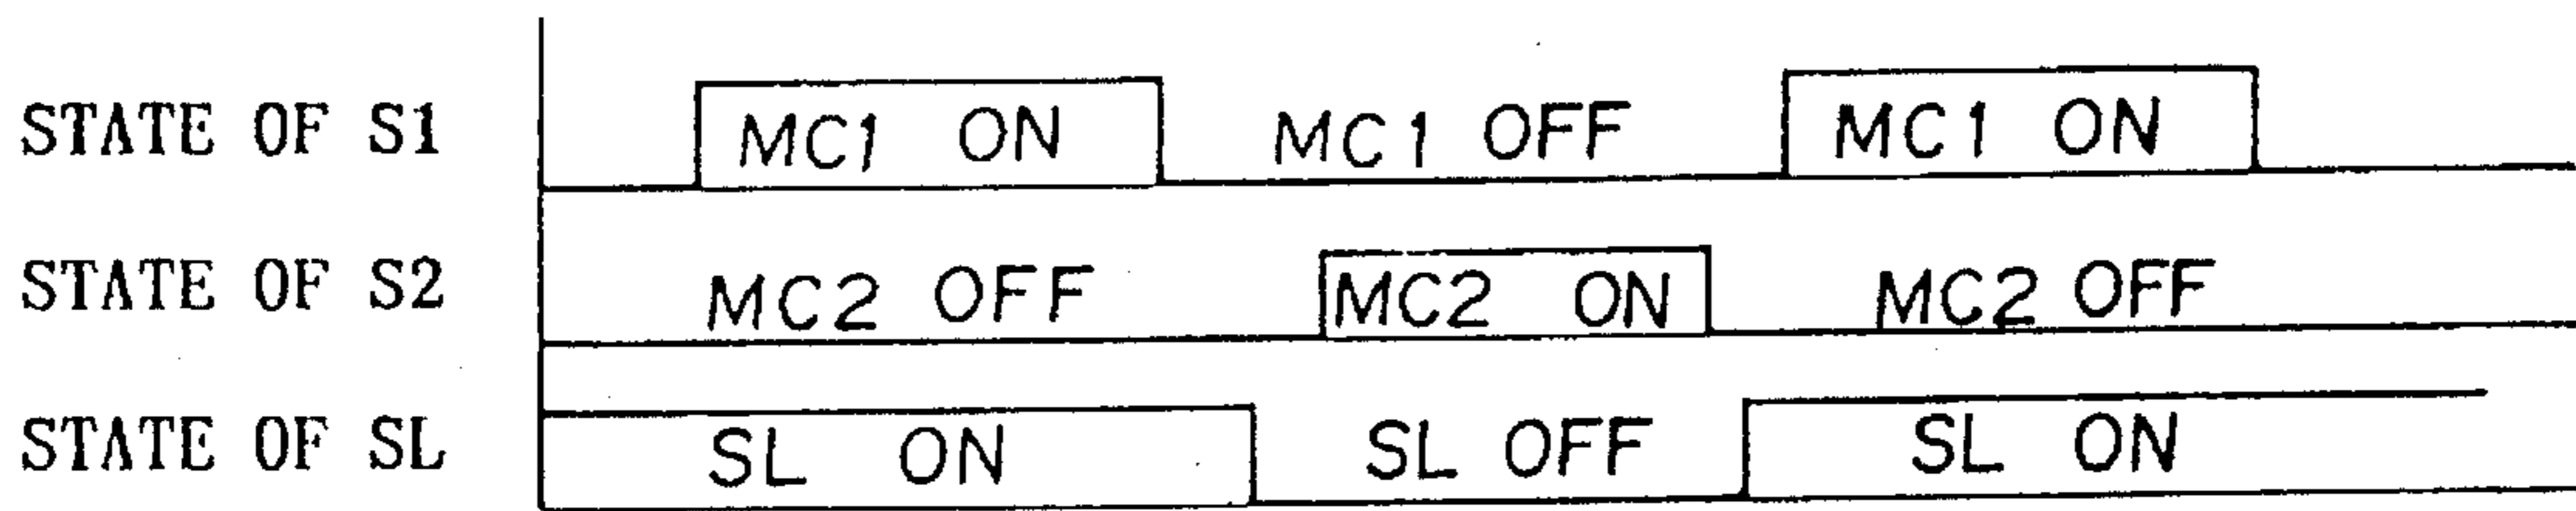 STATE OF S1 MC1 ON MC1 OFF MC1 ON
STATE OF S2 MC2 OFF MC2 ON MC2 OFF
STATE OF SL SL ON SL OFF SL ON